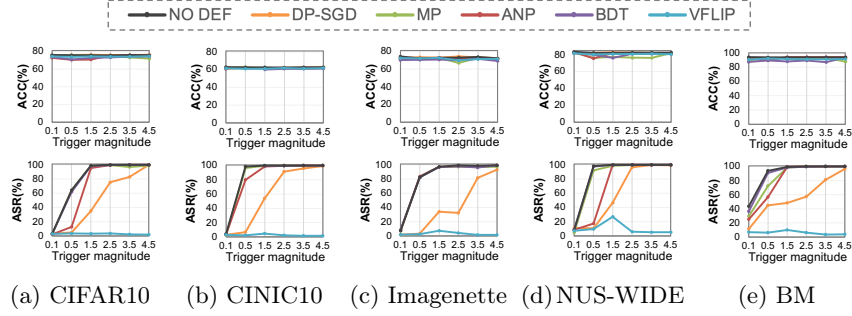 NO DEF DP-SGD MP ANP BDT VFLIP
ACC(%)
80
60
40
20
0
0.1 0.5 1.5 2.5 3.5 4.5
Trigger magnitude
ASR(%)
100
80
60
40
20
0
0.1 0.5 1.5 2.5 3.5 4.5
Trigger magnitude
(a) CIFAR10
ACC(%)
80
60
40
20
0
0.1 0.5 1.5 2.5 3.5 4.5
Trigger magnitude
ASR(%)
100
80
60
40
20
0
0.1 0.5 1.5 2.5 3.5 4.5
Trigger magnitude
(b) CINIC10
ACC(%)
80
60
40
20
0
0.1 0.5 1.5 2.5 3.5 4.5
Trigger magnitude
ASR(%)
100
80
60
40
20
0
0.1 0.5 1.5 2.5 3.5 4.5
Trigger magnitude
(c) Imagenette
ACC(%)
80
60
40
20
0
0.1 0.5 1.5 2.5 3.5 4.5
Trigger magnitude
ASR(%)
100
80
60
40
20
0
0.1 0.5 1.5 2.5 3.5 4.5
Trigger magnitude
(d) NUS-WIDE
ACC(%)
100
80
60
40
20
0
0.1 0.5 1.5 2.5 3.5 4.5
Trigger magnitude
ASR(%)
100
80
60
40
20
0
0.1 0.5 1.5 2.5 3.5 4.5
Trigger magnitude
(e) BM